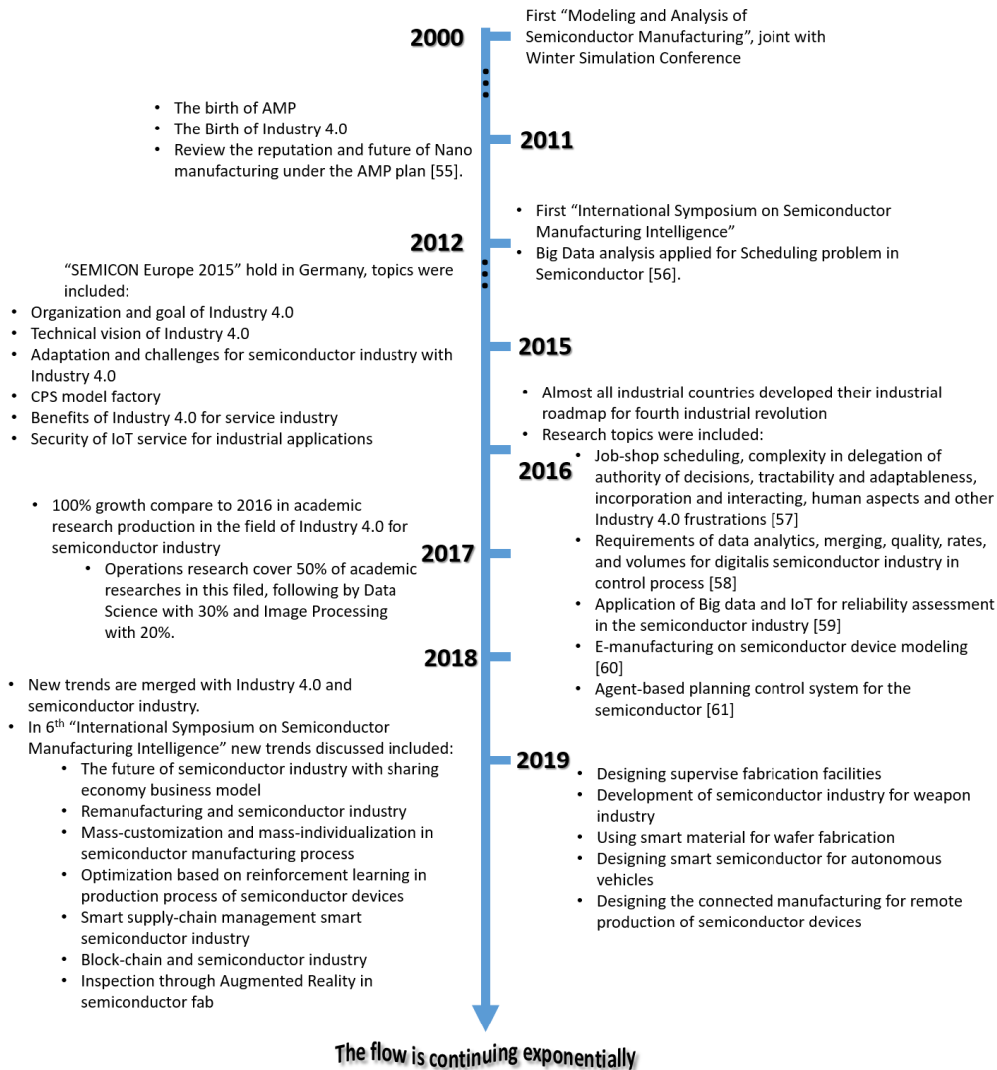 2000
First “Modeling and Analysis of
Semiconductor Manufacturing”, joint with
Winter Simulation Conference
• The birth of AMP
• The Birth of Industry 4.0
• Review the reputation and future of Nano
manufacturing under the AMP plan [55].
2011
2012
• First “International Symposium on Semiconductor
Manufacturing Intelligence”
• Big Data analysis applied for Scheduling problem in
Semiconductor [56].
“SEMICON Europe 2015” hold in Germany, topics were
included:
• Organization and goal of Industry 4.0
• Technical vision of Industry 4.0
• Adaptation and challenges for semiconductor industry with
Industry 4.0
• CPS model factory
• Benefits of Industry 4.0 for service industry
• Security of IoT service for industrial applications
2015
• Almost all industrial countries developed their industrial
roadmap for fourth industrial revolution
• Research topics were included:
2016
• Job-shop scheduling, complexity in delegation of
authority of decisions, tractability and adaptableness,
incorporation and interacting, human aspects and other
Industry 4.0 frustrations [57]
• Requirements of data analytics, merging, quality, rates,
and volumes for digitalis semiconductor industry in
control process [58]
• Application of Big data and IoT for reliability assessment
in the semiconductor industry [59]
• E-manufacturing on semiconductor device modeling
[60]
• Agent-based planning control system for the
semiconductor [61]
• 100% growth compare to 2016 in academic
research production in the field of Industry 4.0 for
semiconductor industry
• Operations research cover 50% of academic
researches in this filed, following by Data
Science with 30% and Image Processing
with 20%.
2017
2018
• New trends are merged with Industry 4.0 and
semiconductor industry.
• In 6th “International Symposium on Semiconductor
Manufacturing Intelligence” new trends discussed included:
• The future of semiconductor industry with sharing
economy business model
• Remanufacturing and semiconductor industry
• Mass-customization and mass-individualization in
semiconductor manufacturing process
• Optimization based on reinforcement learning in
production process of semiconductor devices
• Smart supply-chain management smart
semiconductor industry
• Block-chain and semiconductor industry
• Inspection through Augmented Reality in
semiconductor fab
2019
• Designing supervise fabrication facilities
• Development of semiconductor industry for weapon
industry
• Using smart material for wafer fabrication
• Designing smart semiconductor for autonomous
vehicles
• Designing the connected manufacturing for remote
production of semiconductor devices
The flow is continuing exponentially